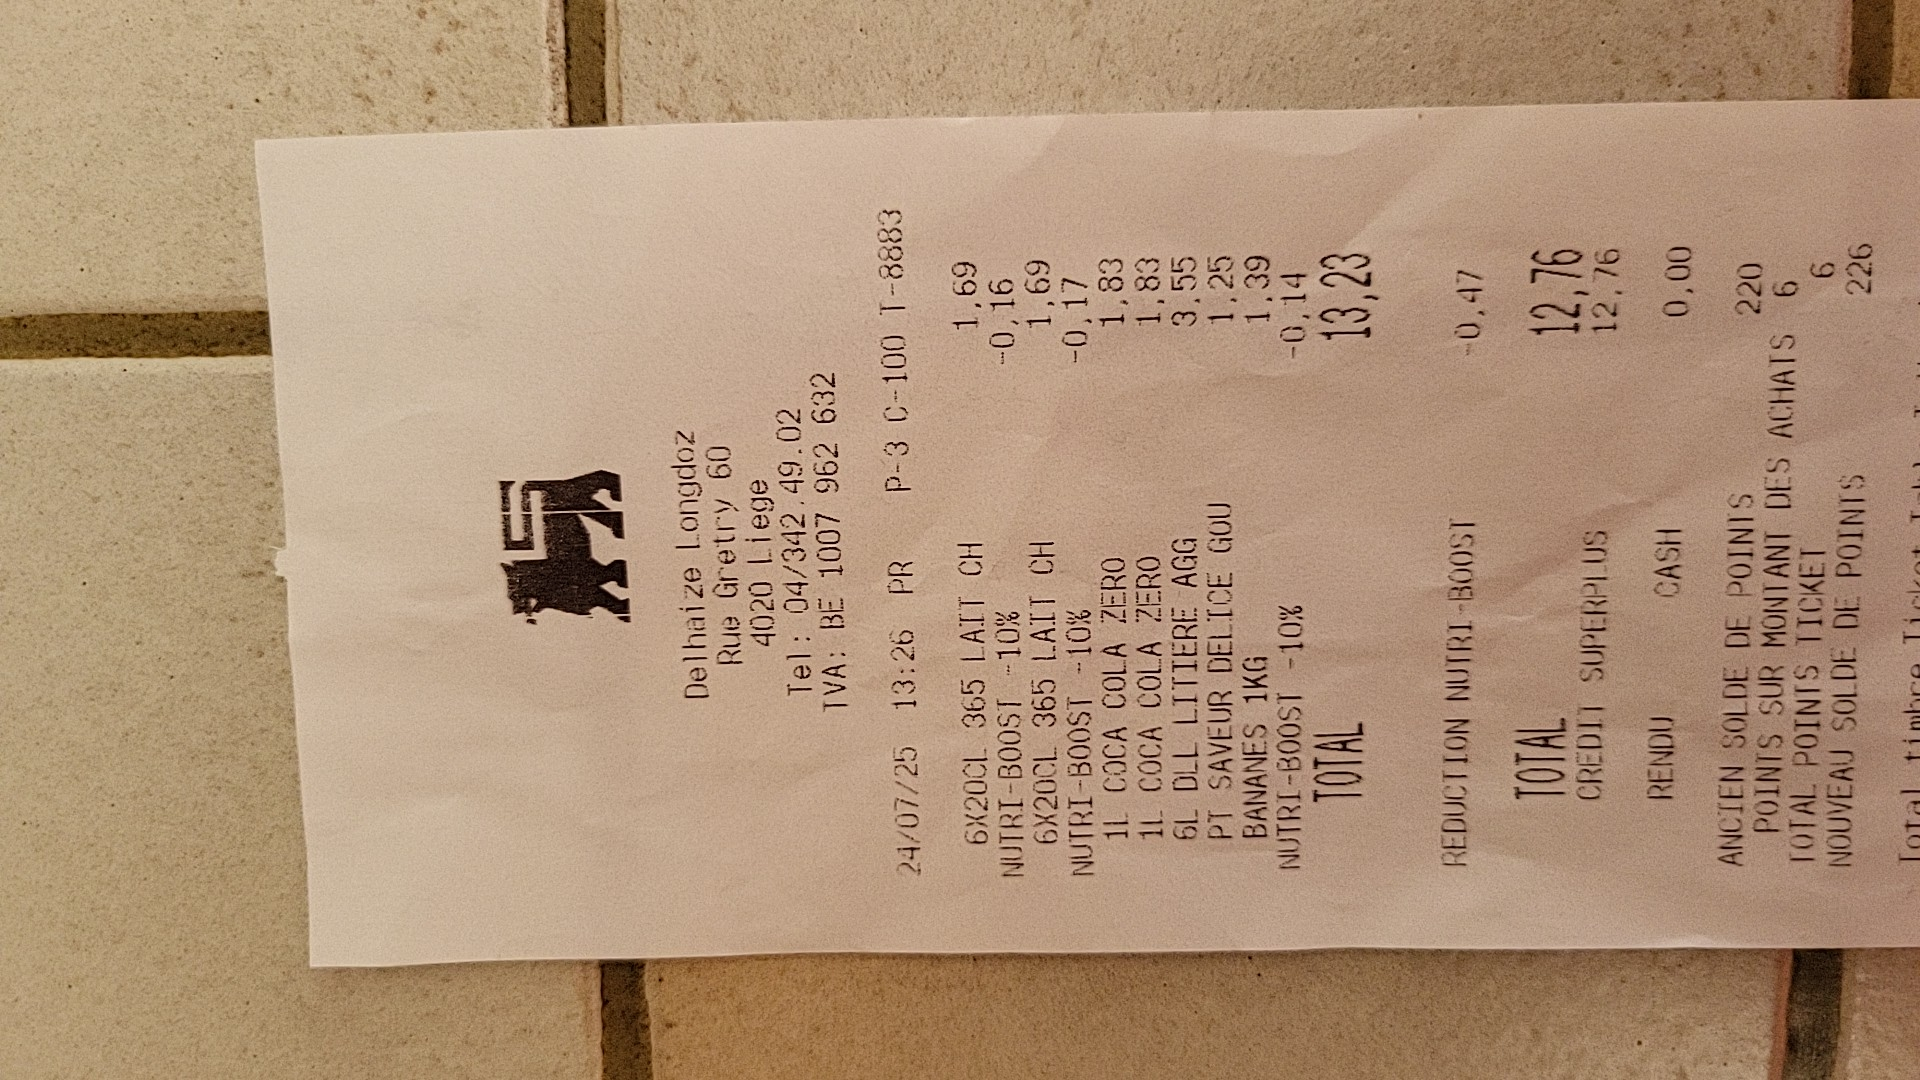 Delhaize Longdoz
Rue Gretry 60
4020 Liege
Tel: 04/342.49.02
TVA: BE 1007 962 632
24/07/25 13:26 PR P-3 C-100 T-8883
6X20CL 365 LAIT CH 1,69
NUTRI-BOOST -10% -0,16
6X20CL 365 LAIT CH 1,69
NUTRI-BOOST -10% -0,17
1L COCA COLA ZERO 1,83
1L COCA COLA ZERO 1,83
6L DLL LITIERE AGG 3,55
PT SAVEUR DELICE GOU 1,25
BANANES 1KG 1,39
NUTRI-BOOST -10% -0,14
TOTAL 13,23
REDUCTION NUTRI-BOOST -0,47
TOTAL 12,76
CREDIT SUPERPLUS 12,76
RENDU CASH 0,00
ANCIEN SOLDE DE POINTS 220
POINTS SUR MONTANT DES ACHATS 6
TOTAL POINTS TICKET 6
NOUVEAU SOLDE DE POINTS 226